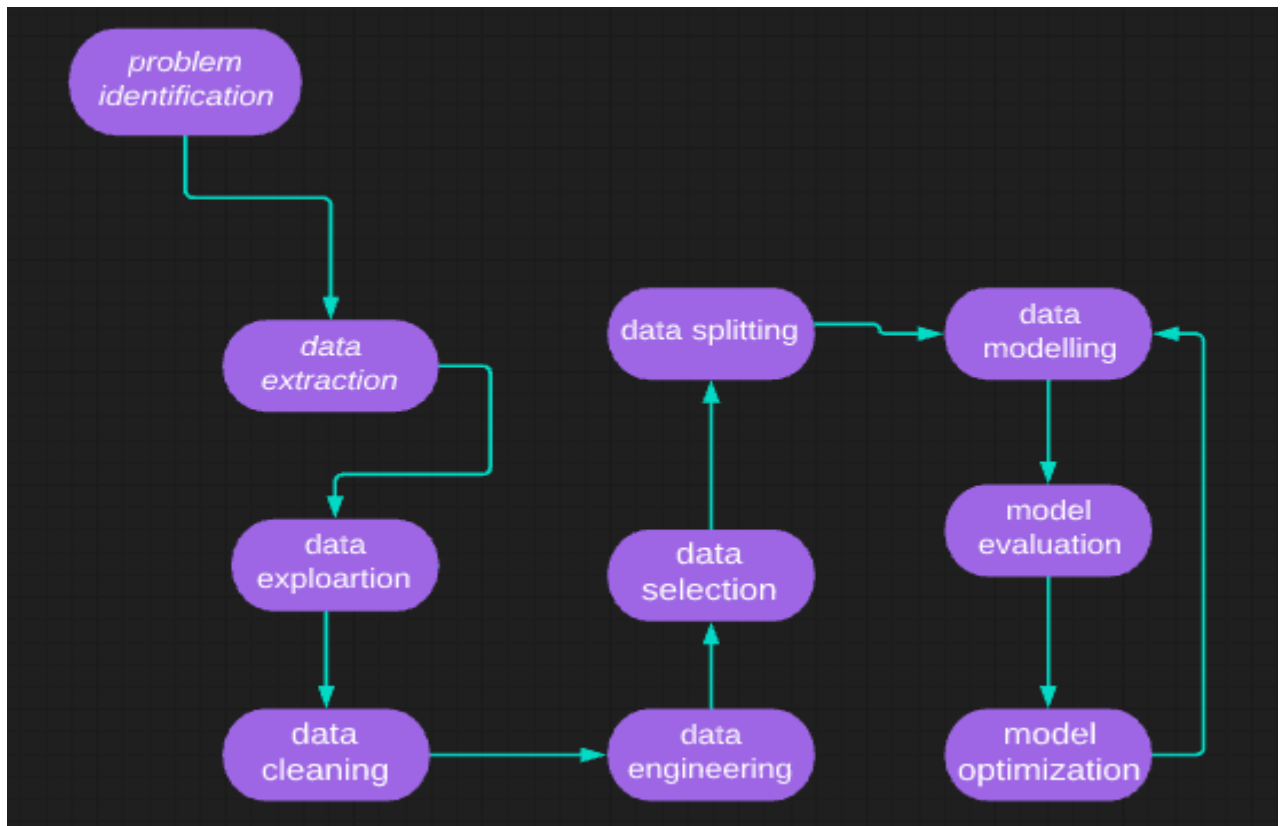 problem
identification
data
extraction
data
exploartion
data
cleaning
data
engineering
data
selection
data splitting
data
modelling
model
evaluation
model
optimization